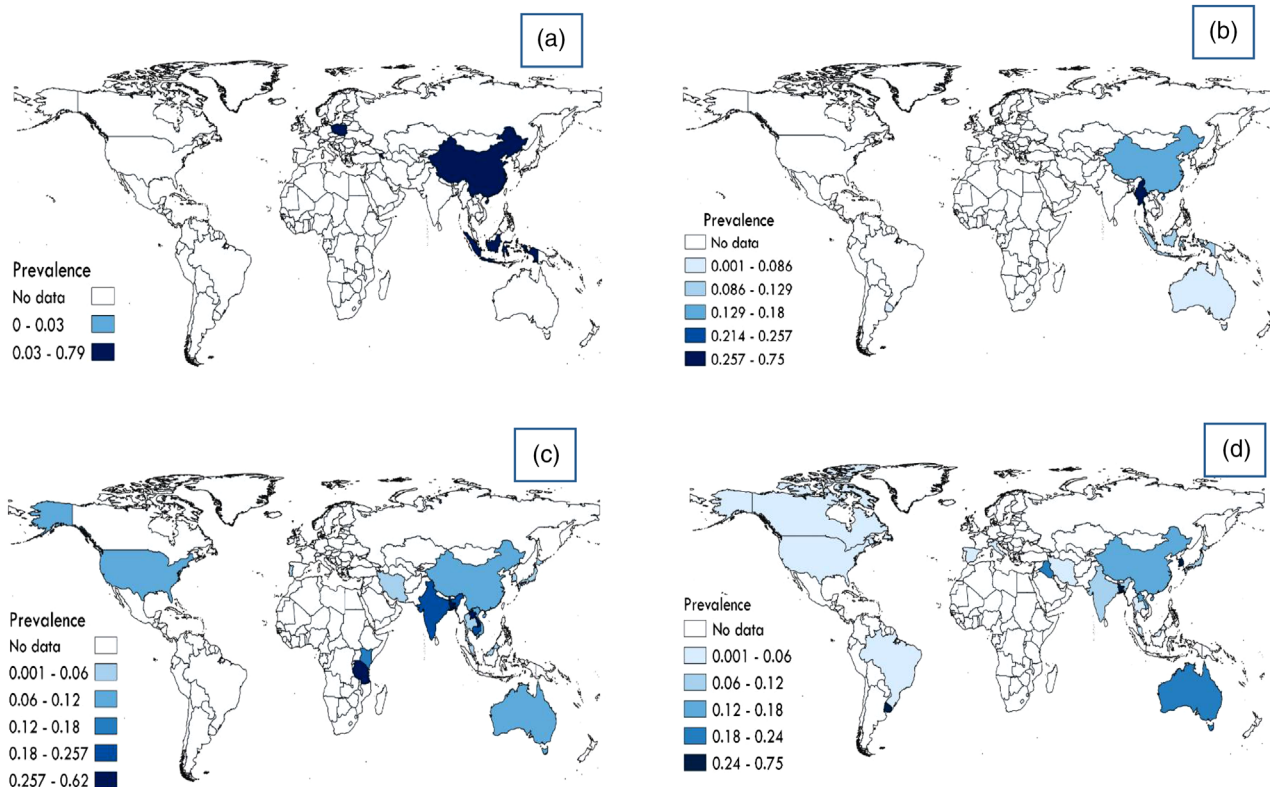 (a)
Prevalence
No data
0 - 0.03
0.03 - 0.79
(b)
Prevalence
No data
0.001 - 0.086
0.086 - 0.129
0.129 - 0.18
0.214 - 0.257
0.257 - 0.75
(c)
Prevalence
No data
0.001 - 0.06
0.06 - 0.12
0.12 - 0.18
0.18 - 0.257
0.257 - 0.62
(d)
Prevalence
No data
0.001 - 0.06
0.06 - 0.12
0.12 - 0.18
0.18 - 0.24
0.24 - 0.75